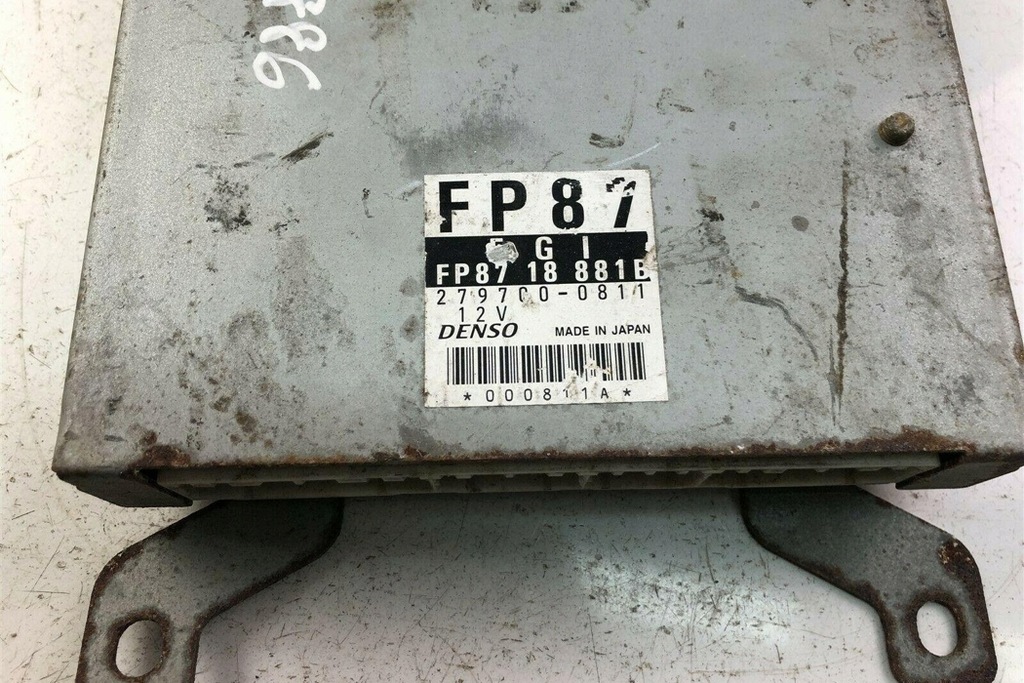 FP87
EGI
FP87 18 881B
279700-0811
12V
DENSO MADE IN JAPAN
*000811A*